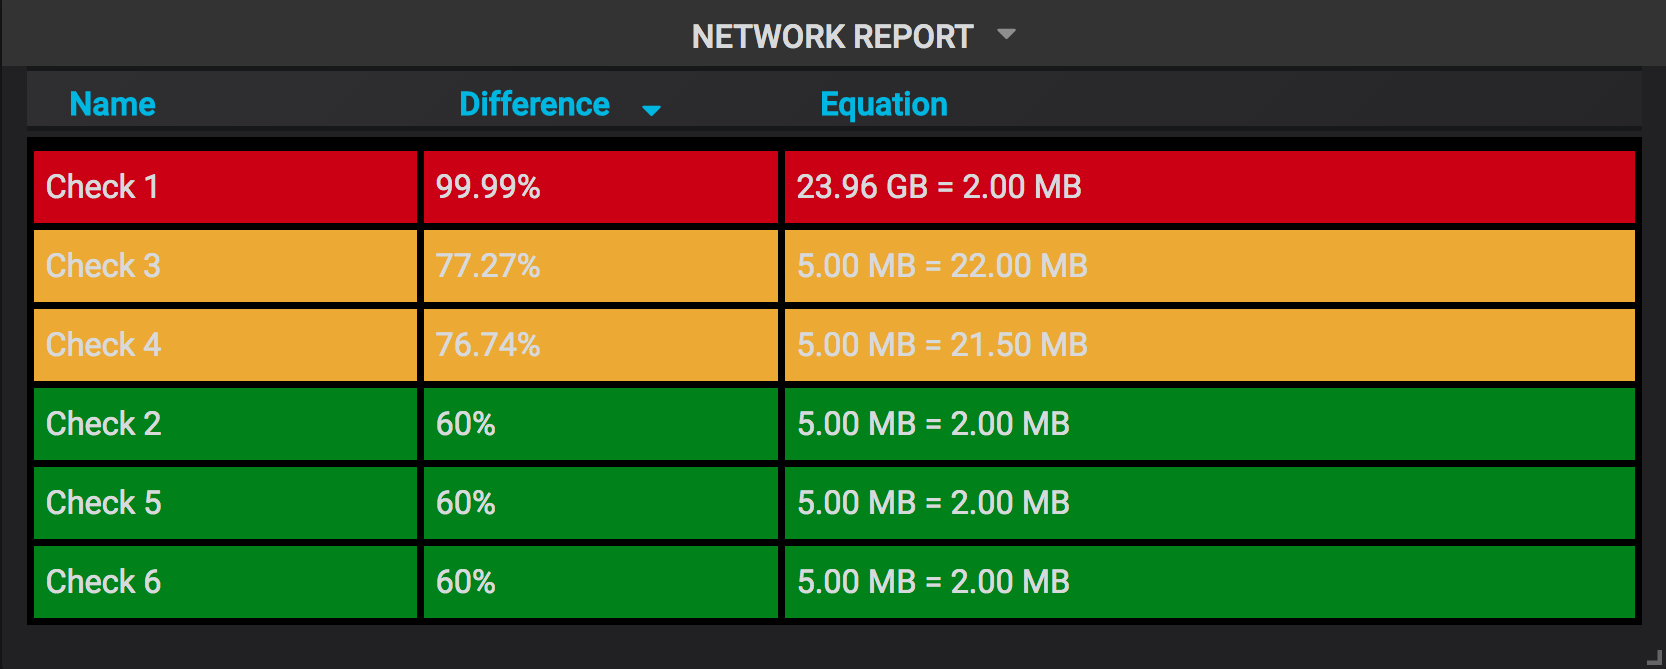 NETWORK REPORT
Name Difference Equation
Check 1 99.99% 23.96 GB = 2.00 MB
Check 3 77.27% 5.00 MB = 22.00 MB
Check 4 76.74% 5.00 MB = 21.50 MB
Check 2 60% 5.00 MB = 2.00 MB
Check 5 60% 5.00 MB = 2.00 MB
Check 6 60% 5.00 MB = 2.00 MB